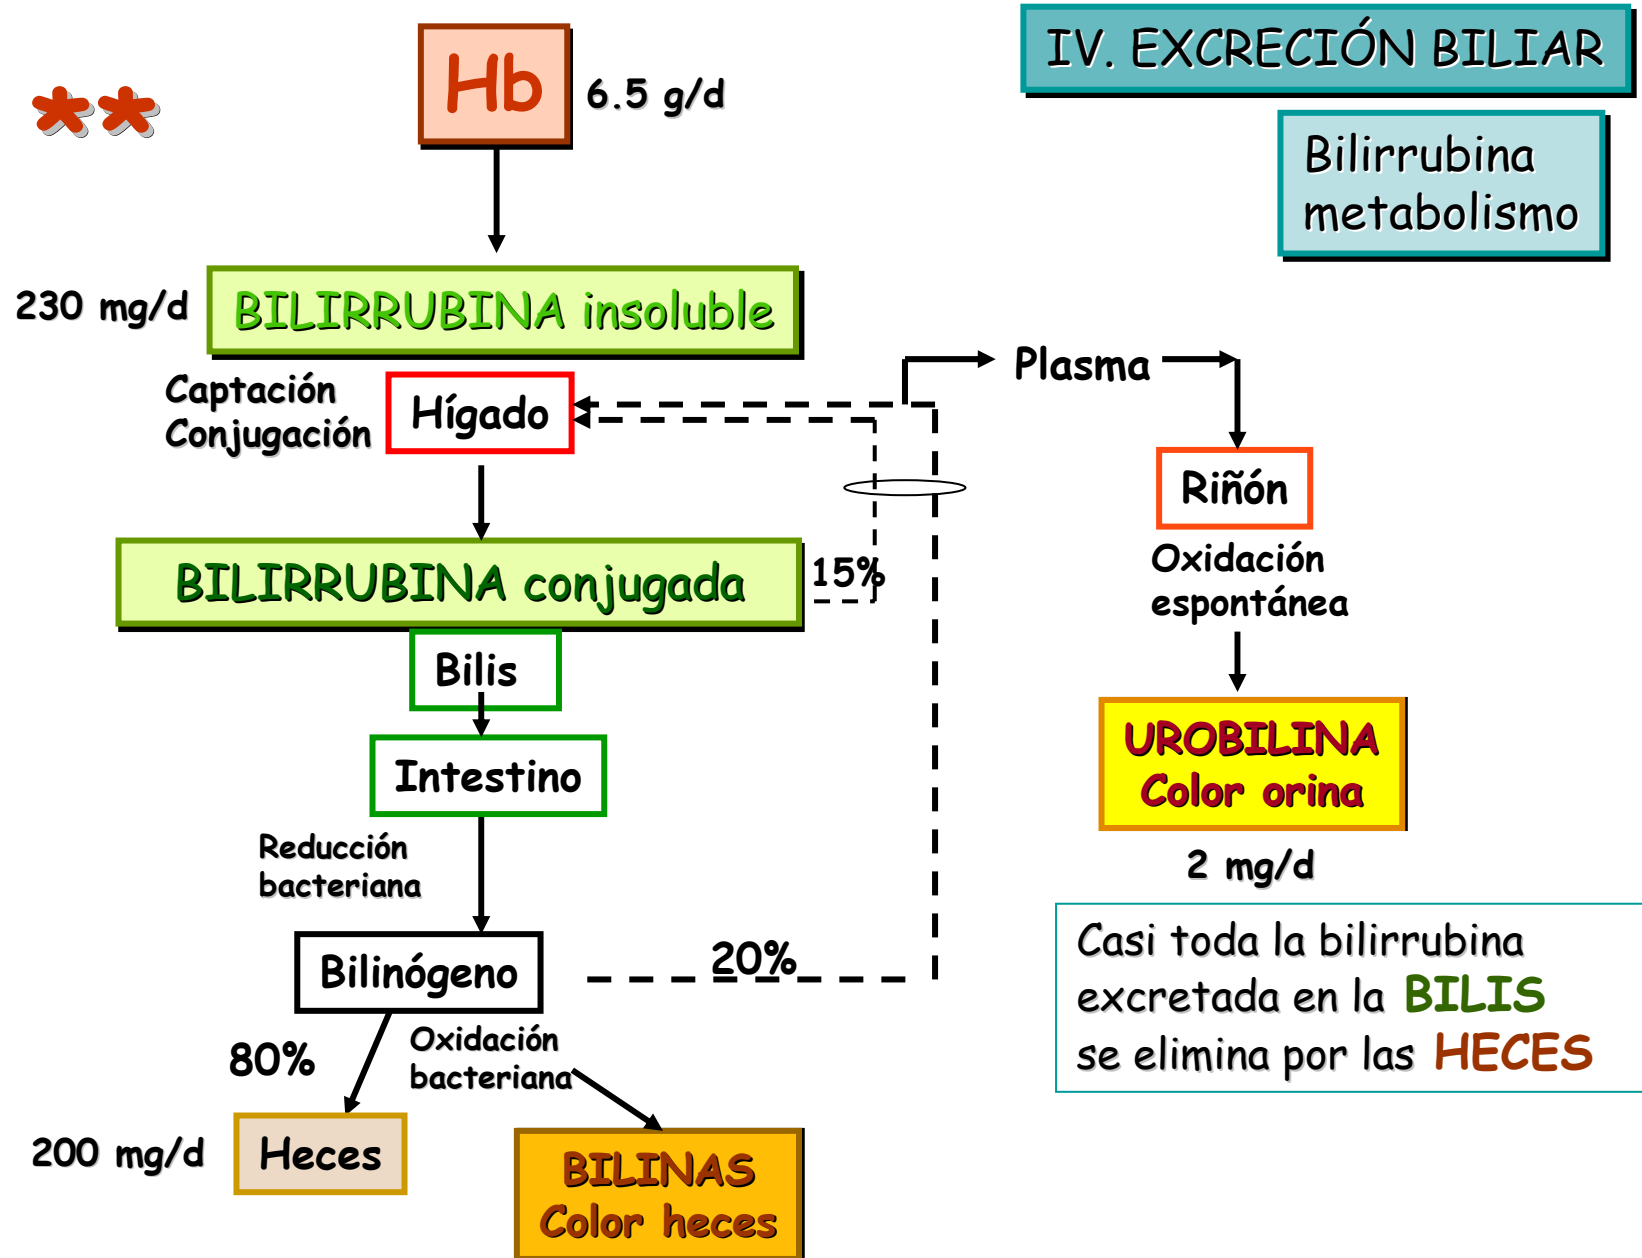 IV. EXCRECIÓN BILIAR
Bilirrubina
metabolismo
**
Hb
6.5 g/d
230 mg/d
BILIRRUBINA insoluble
Captación
Conjugación
Hígado
Plasma
Riñón
Oxidación
espontánea
BILIRRUBINA conjugada
15%
Bilis
UROBILINA
Color orina
2 mg/d
Intestino
Reducción
bacteriana
Bilinógeno
20%
Casi toda la bilirrubina
excretada en la BILIS
se elimina por las HECES
80%
Oxidación
bacteriana
200 mg/d
Heces
BILINAS
Color heces